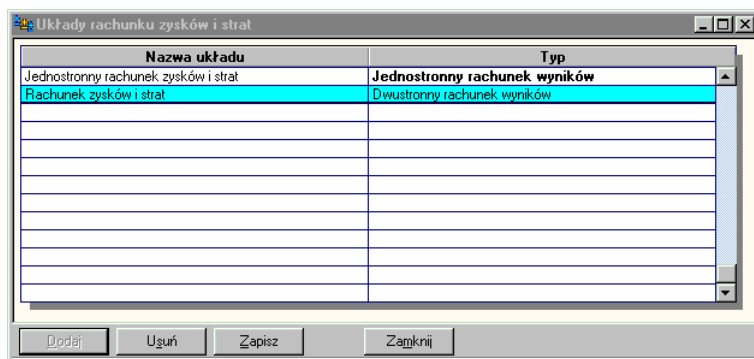 Układy rachunku zysków i strat
Nazwa układu Typ
Jednostronny rachunek zysków i strat Jednostronny rachunek wyników
Rachunek zysków i strat Dwustronny rachunek wyników
Dodaj Usuń Zapisz Zamknij